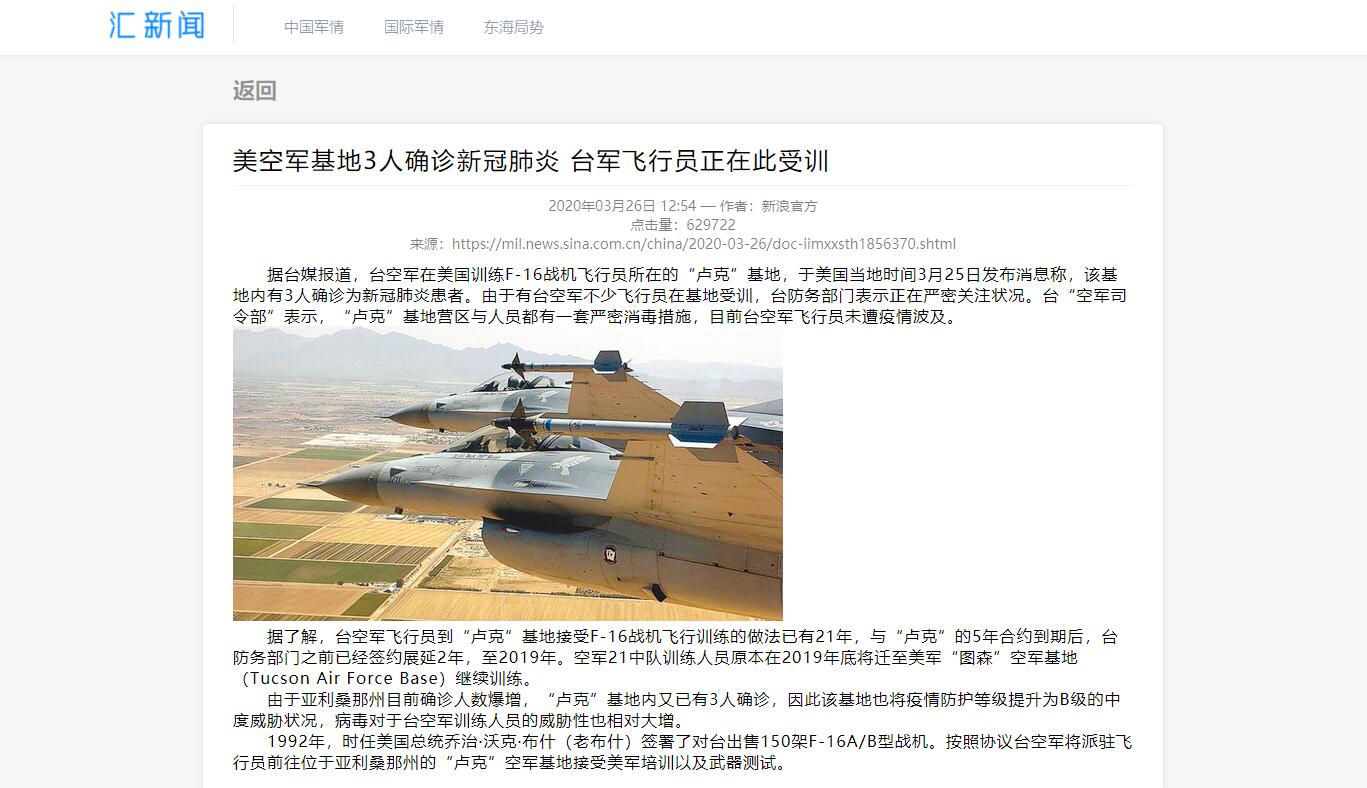 汇新闻
中国军情
国际军情
东海局势
返回
美空军基地3人确诊新冠肺炎 台军飞行员正在此受训
2020年03月26日 12:54 — 作者：新浪官方
点击量：629722
来源：https://mil.news.sina.com.cn/china/2020-03-26/doc-iimxxsth1856370.shtml
据台媒报道，台空军在美国训练F-16战机飞行员所在的“卢克”基地，于美国当地时间3月25日发布消息称，该基
地内有3人确诊为新冠肺炎患者。由于有台空军不少飞行员在基地受训，台防务部门表示正在严密关注状况。台“空军司
令部”表示，“卢克”基地营区与人员都有一套严密消毒措施，目前台空军飞行员未遭疫情波及。
据了解，台空军飞行员到“卢克”基地接受F-16战机飞行训练的做法已有21年，与“卢克”的5年合约到期后，台
防务部门之前已经签约展延2年，至2019年。空军21中队训练人员原本在2019年底将迁至美军“图森”空军基地
（Tucson Air Force Base）继续训练。
由于亚利桑那州目前确诊人数爆增，“卢克”基地内又已有3人确诊，因此该基地也将疫情防护等级提升为B级的中
度威胁状况，病毒对于台空军训练人员的威胁性也相对大增。
1992年，时任美国总统乔治·沃克·布什（老布什）签署了对台出售150架F-16A/B型战机。按照协议台空军将派驻飞
行员前往位于亚利桑那州的“卢克”空军基地接受美军培训以及武器测试。